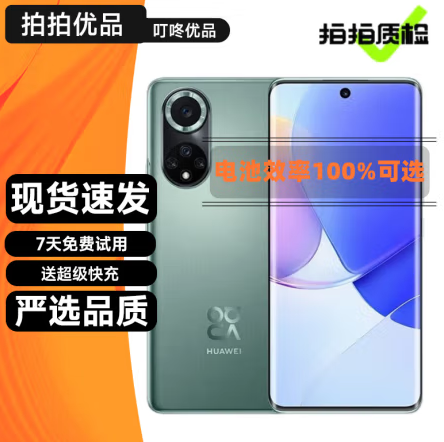 拍拍优品
叮咚优品
拍拍质检
电池效率100%可选
现货速发
7天免费试用
送超级快充
严选品质
HUAWEI